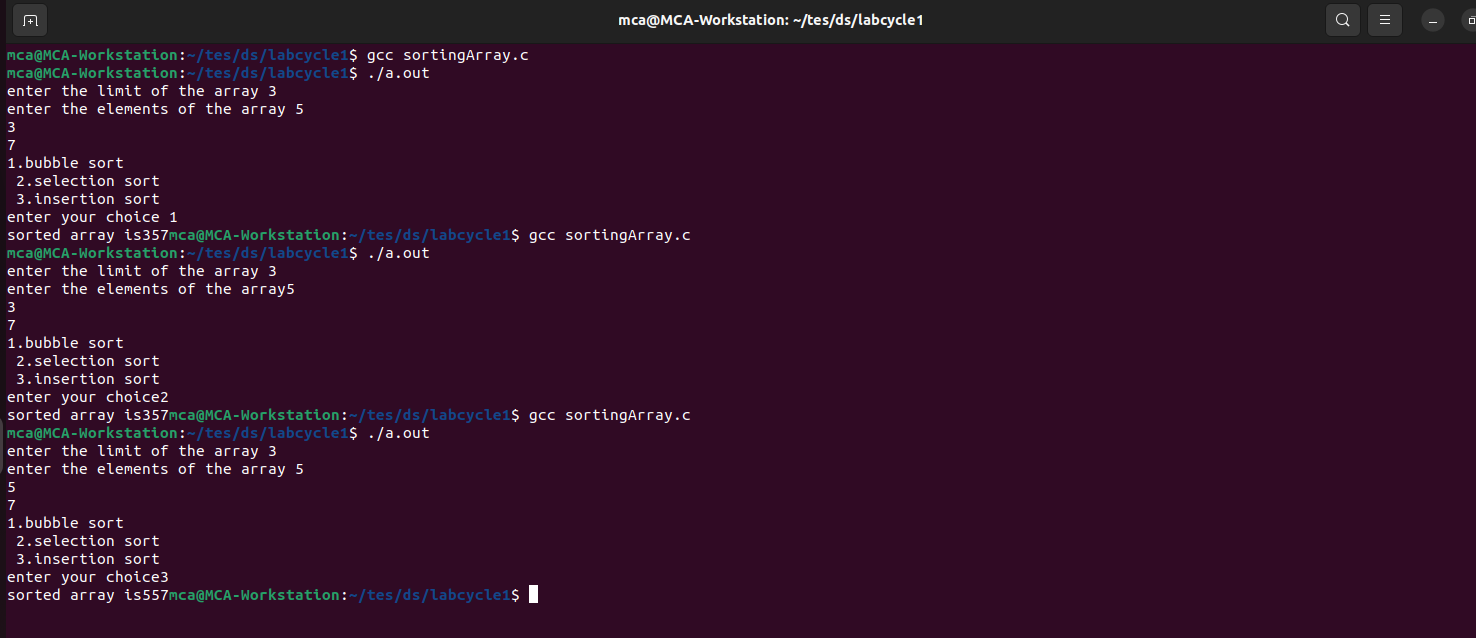 mca@MCA-Workstation: ~/tes/ds/labcycle1
mca@MCA-Workstation:~/tes/ds/labcycle1$ gcc sortingArray.c
mca@MCA-Workstation:~/tes/ds/labcycle1$ ./a.out
enter the limit of the array 3
enter the elements of the array 5
3
7
1.bubble sort
 2.selection sort
 3.insertion sort
enter your choice 1
sorted array is357mca@MCA-Workstation:~/tes/ds/labcycle1$ gcc sortingArray.c
mca@MCA-Workstation:~/tes/ds/labcycle1$ ./a.out
enter the limit of the array 3
enter the elements of the array5
3
7
1.bubble sort
 2.selection sort
 3.insertion sort
enter your choice2
sorted array is357mca@MCA-Workstation:~/tes/ds/labcycle1$ gcc sortingArray.c
mca@MCA-Workstation:~/tes/ds/labcycle1$ ./a.out
enter the limit of the array 3
enter the elements of the array 5
5
7
1.bubble sort
 2.selection sort
 3.insertion sort
enter your choice3
sorted array is557mca@MCA-Workstation:~/tes/ds/labcycle1$